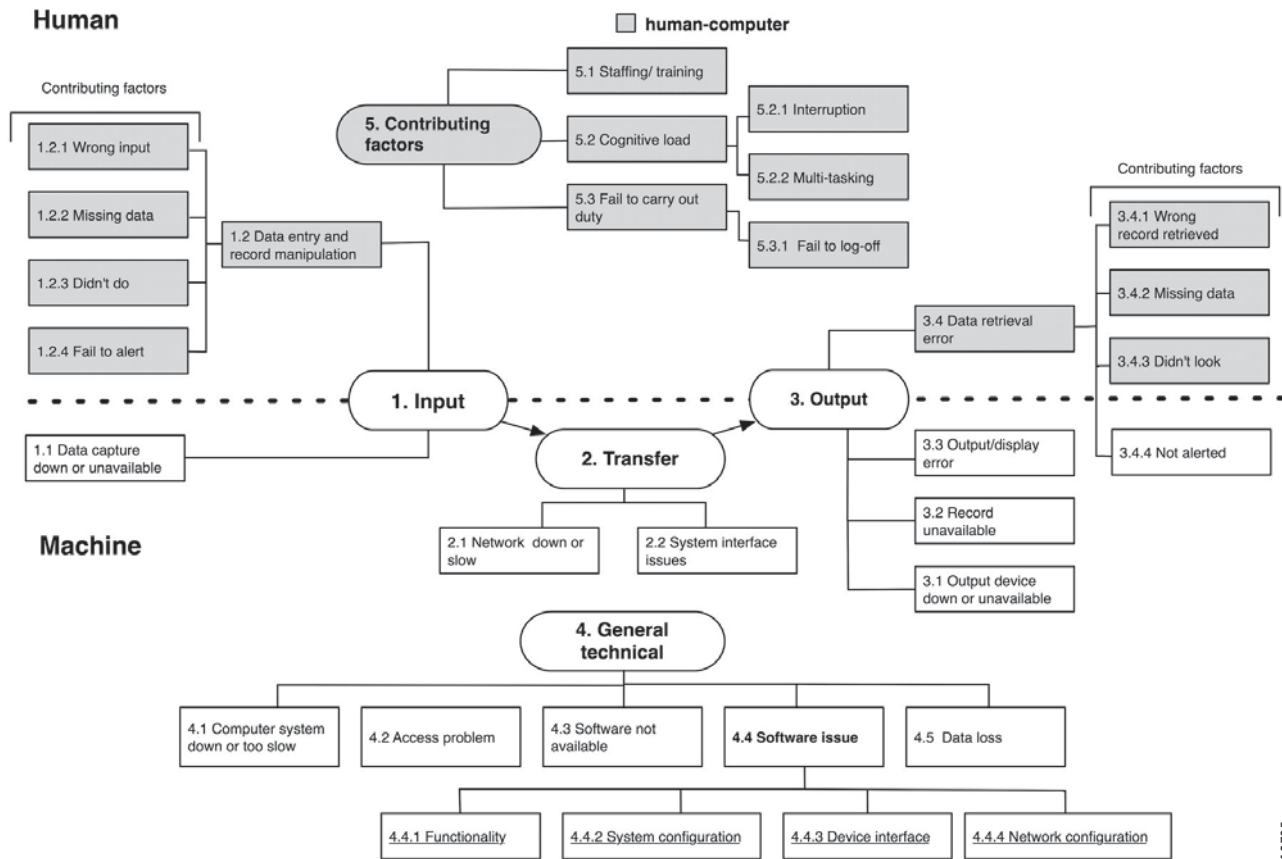 Human
human-computer
Contributing factors
1.2.1 Wrong input
1.2.2 Missing data
1.2.3 Didn't do
1.2.4 Fail to alert
1.2 Data entry and
record manipulation
5. Contributing
factors
5.1 Staffing/ training
5.2 Cognitive load
5.3 Fail to carry out
duty
5.2.1 Interruption
5.2.2 Multi-tasking
5.3.1 Fail to log-off
Contributing factors
3.4.1 Wrong
record retrieved
3.4.2 Missing data
3.4.3 Didn't look
3.4.4 Not alerted
3.4 Data retrieval
error
1. Input
2. Transfer
3. Output
1.1 Data capture
down or unavailable
3.3 Output/display
error
3.2 Record
unavailable
3.1 Output device
down or unavailable
2.1 Network down or
slow
2.2 System interface
issues
Machine
4. General
technical
4.1 Computer system
down or too slow
4.2 Access problem
4.3 Software not
available
4.4 Software issue
4.5 Data loss
4.4.1 Functionality
4.4.2 System configuration
4.4.3 Device interface
4.4.4 Network configuration